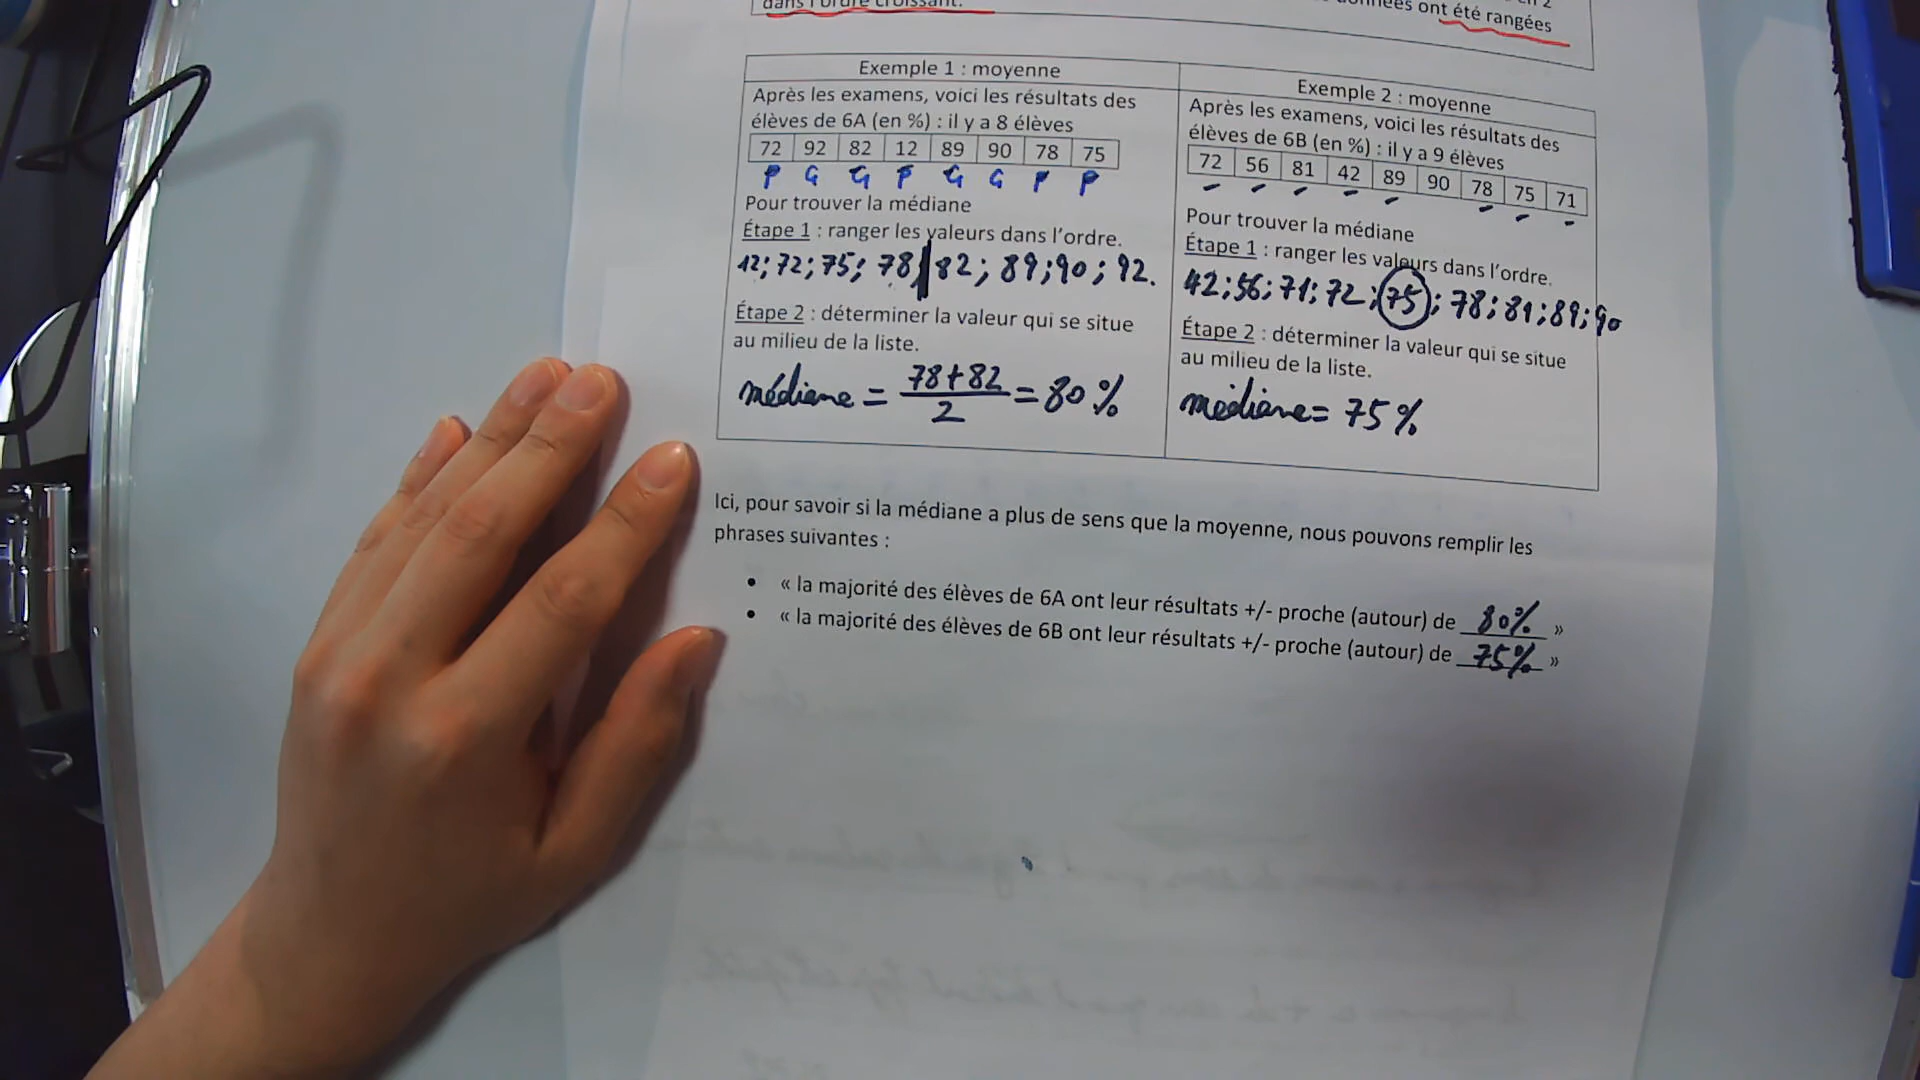 dans l'ordre croissant.
données ont été rangées
Exemple 1 : moyenne
Après les examens, voici les résultats des
élèves de 6A (en %) : il y a 8 élèves
72 92 82 12 89 90 78 75
P G G P G G P P
Pour trouver la médiane
Étape 1 : ranger les valeurs dans l'ordre.
12; 72; 75; 78; 82; 89; 90; 92.
Étape 2 : déterminer la valeur qui se situe
au milieu de la liste.
médiane = 78+82 / 2 = 80 %
Exemple 2 : moyenne
Après les examens, voici les résultats des
élèves de 6B (en %) : il y a 9 élèves
72 56 81 42 89 90 78 75 71
Pour trouver la médiane
Étape 1 : ranger les valeurs dans l'ordre.
42; 56; 71; 72; 75; 78; 81; 89; 90
Étape 2 : déterminer la valeur qui se situe
au milieu de la liste.
médiane = 75 %
Ici, pour savoir si la médiane a plus de sens que la moyenne, nous pouvons remplir les
phrases suivantes :
• « la majorité des élèves de 6A ont leur résultats +/- proche (autour) de 80% »
• « la majorité des élèves de 6B ont leur résultats +/- proche (autour) de 75% »